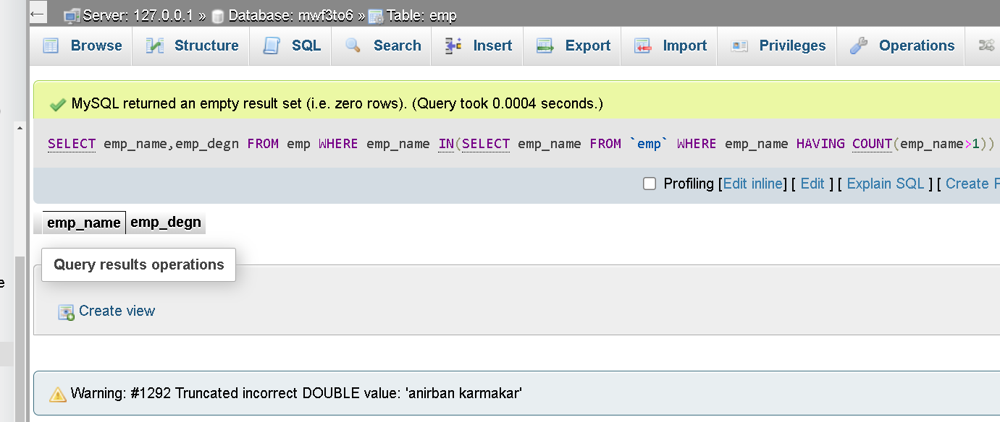 ← Server: 127.0.0.1 » Database: mwf3to6 » Table: emp
Browse Structure SQL Search Insert Export Import Privileges Operations
MySQL returned an empty result set (i.e. zero rows). (Query took 0.0004 seconds.)
SELECT emp_name,emp_degn FROM emp WHERE emp_name IN(SELECT emp_name FROM `emp` WHERE emp_name HAVING COUNT(emp_name>1))
Profiling [Edit inline] [ Edit ] [ Explain SQL ] [ Create
emp_name emp_degn
Query results operations
e
Create view
Warning: #1292 Truncated incorrect DOUBLE value: 'anirban karmakar'